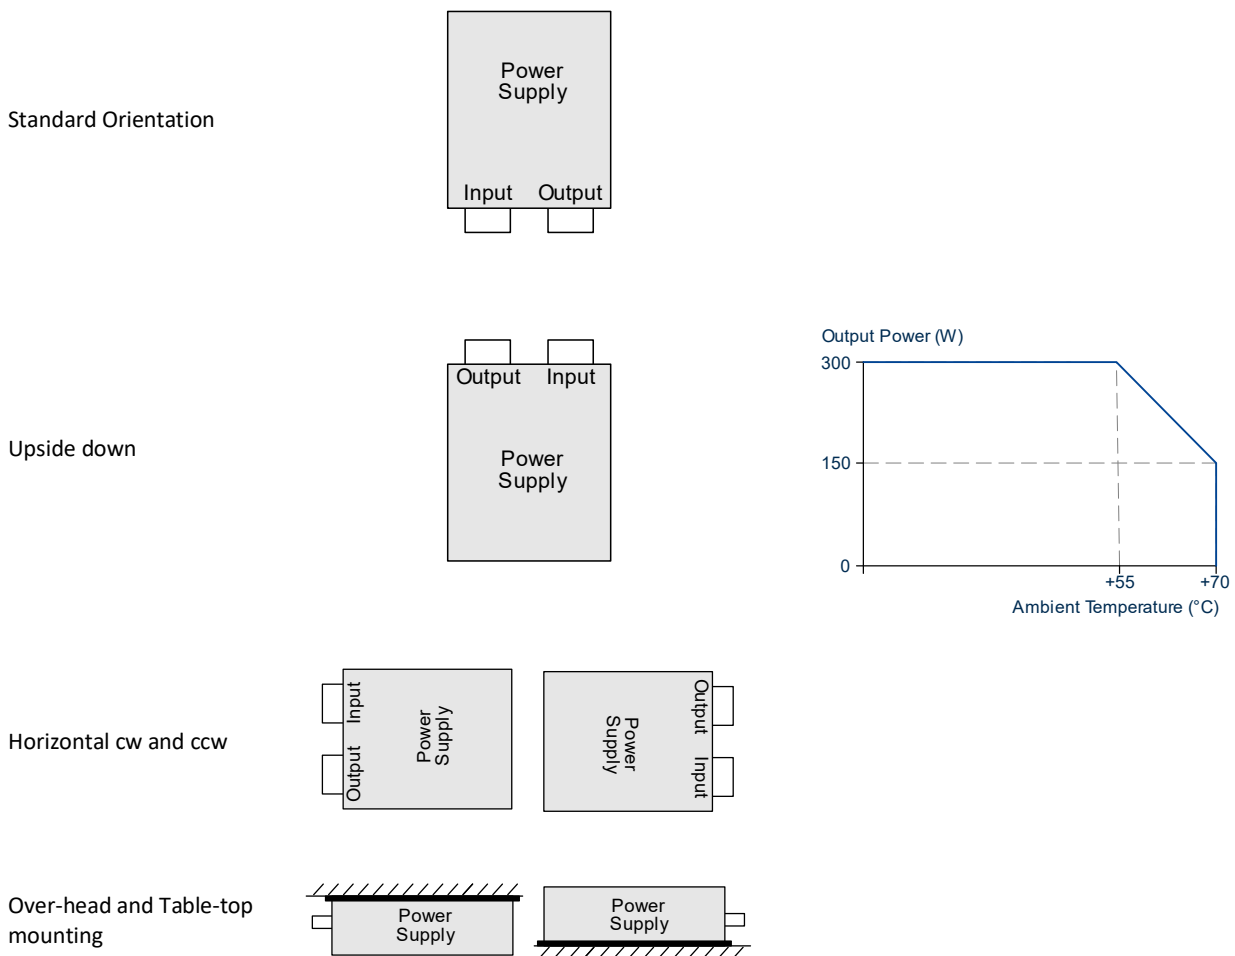 Power
Supply
Standard Orientation
Input Output
Output Power (W)
300
Output Input
Upside down
Power
Supply
150
0
+55 +70
Ambient Temperature (°C)
Input
Output
Power
Supply
Output
Input
Power
Supply
Horizontal cw and ccw
Over-head and Table-top
mounting
Power
Supply
Power
Supply